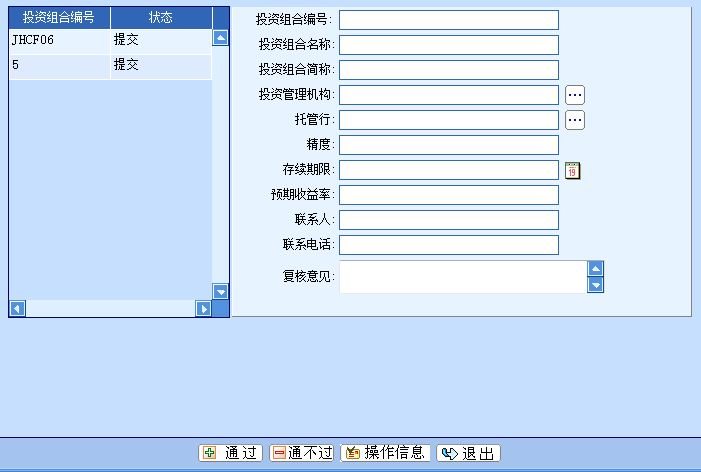 投资组合编号 状态
JHCF06 提交
5 提交
投资组合编号:
投资组合名称:
投资组合简称:
投资管理机构:
托管行:
精度:
存续期限: 19
预期收益率:
联系人:
联系电话:
复核意见:
通过 通不过 操作信息 退出